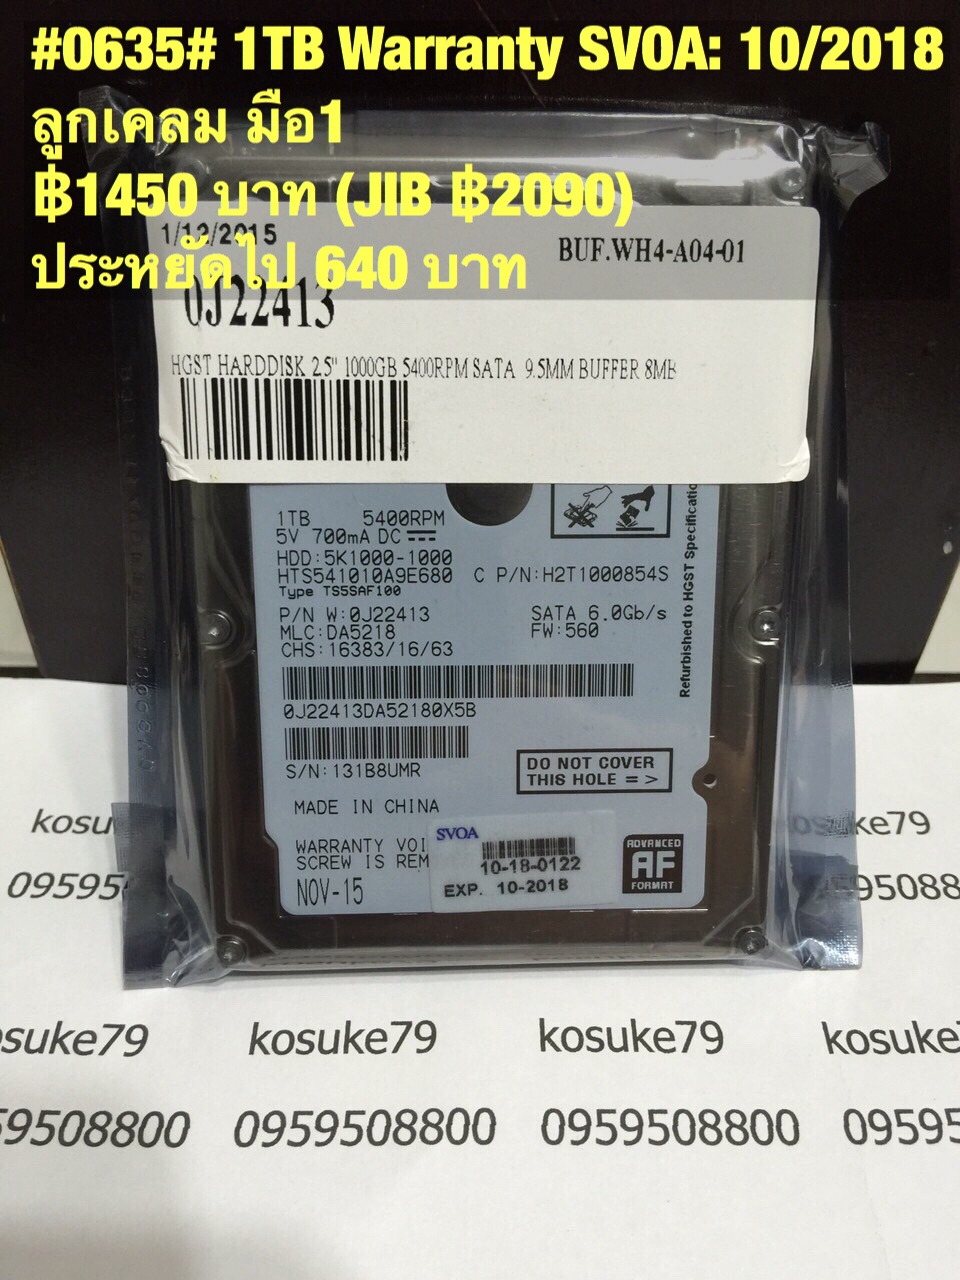 #0635# 1TB Warranty SVOA: 10/2018
ลูกเคลม มือ1
฿1450 บาท (JIB ฿2090)
ประหยัดไป 640 บาท
1/12/2015
BUF.WH4-A04-01
0J22413
HGST HARDDISK 2.5" 1000GB 5400RPM SATA 9.5MM BUFFER 8MB
1TB 5400RPM
5V 700mA DC
HDD:5K1000-1000
HTS541010A9E680 C P/N:H2T1000854S
Type TS5SAF100
P/N W:0J22413 SATA 6.0Gb/s
MLC:DA5218 FW:560
CHS:16383/16/63
Refurbished to HGST
0J22413DA52180X5B
S/N:131B8UMR
DO NOT COVER
THIS HOLE =>
MADE IN CHINA
WARRANTY
SCREW IS
NOV-15
SVOA
10-18-0122
EXP. 10-2018
ADVANCED
AF
FORMAT
kosuke79
0959508800
kosuke79 kosuke79
0959508800 0959508800